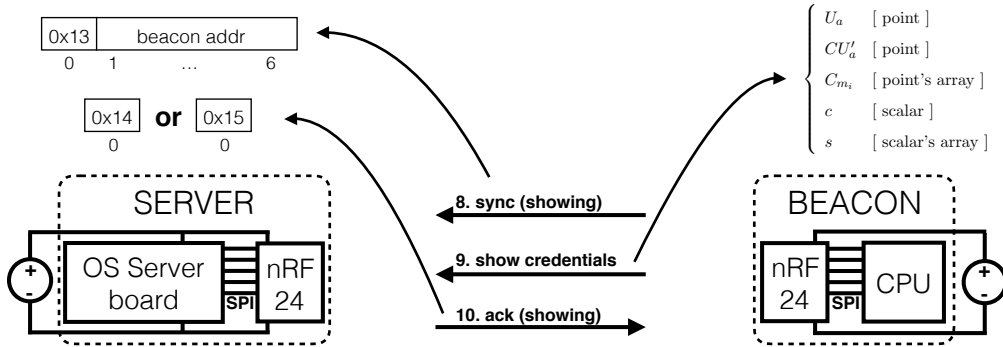 0x13 beacon addr
0 1 ... 6
0x14 or 0x15
0 0
U_a [ point ]
CU'_a [ point ]
C_{m_i} [ point's array ]
c [ scalar ]
s [ scalar's array ]
SERVER
OS Server
board
SPI
nRF
24
+
-
8. sync (showing)
9. show credentials
10. ack (showing)
BEACON
nRF
24
SPI
CPU
+
-